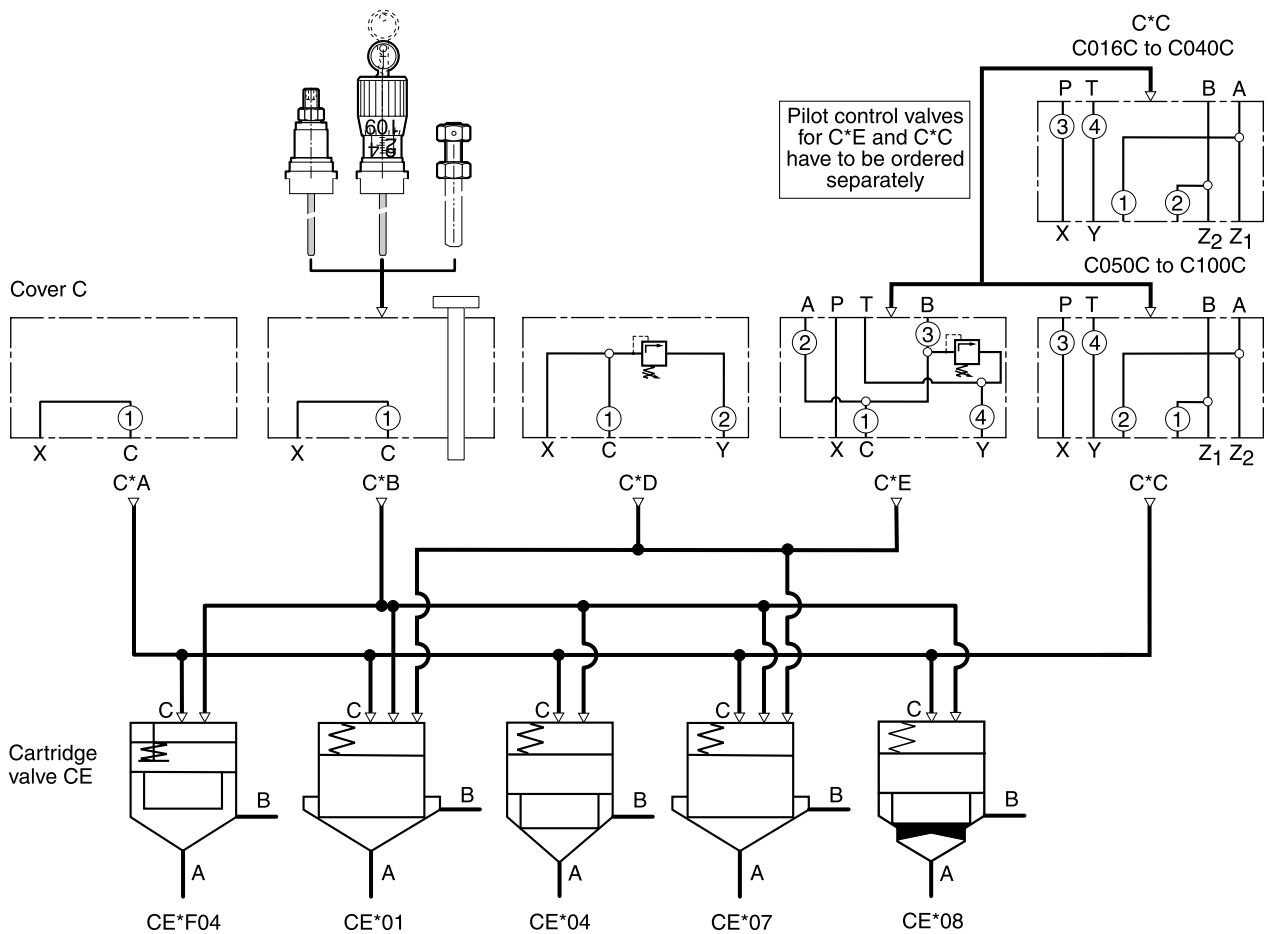 C*C
C016C to C040C
P T B A
3 4
1 2
X Y Z2 Z1
Pilot control valves
for C*E and C*C
have to be ordered
separately
60
Cover C
1
X C
C*A
1
X C
C*B
1 2
X C Y
C*D
A P T B
2 3
1 4
X C Y
C*E
C050C to C100C
P T B A
3 4
2 1
X Y Z1 Z2
C*C
Cartridge
valve CE
C C C C C
B B B B B
A A A A A
CE*F04 CE*01 CE*04 CE*07 CE*08